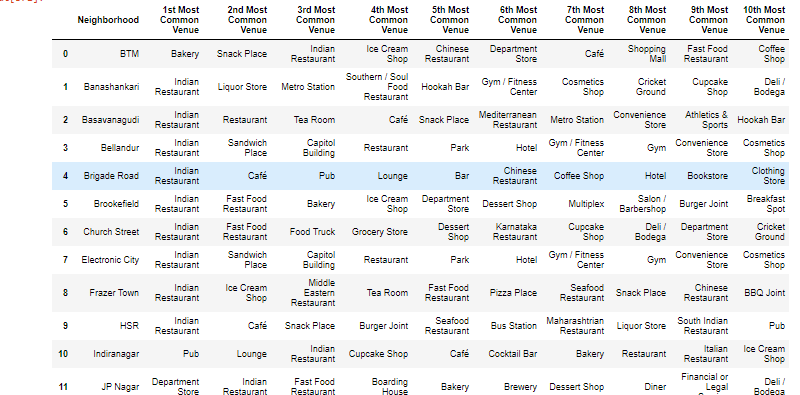 Neighborhood 1st Most Common Venue 2nd Most Common Venue 3rd Most Common Venue 4th Most Common Venue 5th Most Common Venue 6th Most Common Venue 7th Most Common Venue 8th Most Common Venue 9th Most Common Venue 10th Most Common Venue
0 BTM Bakery Snack Place Indian Restaurant Ice Cream Shop Chinese Restaurant Department Store Café Shopping Mall Fast Food Restaurant Coffee Shop
1 Banashankari Indian Restaurant Liquor Store Metro Station Southern / Soul Food Restaurant Hookah Bar Gym / Fitness Center Cosmetics Shop Cricket Ground Cupcake Shop Deli / Bodega
2 Basavanagudi Indian Restaurant Restaurant Tea Room Café Snack Place Mediterranean Restaurant Metro Station Convenience Store Athletics & Sports Hookah Bar
3 Bellandur Indian Restaurant Sandwich Place Capitol Building Restaurant Park Hotel Gym / Fitness Center Gym Convenience Store Cosmetics Shop
4 Brigade Road Indian Restaurant Café Pub Lounge Bar Chinese Restaurant Coffee Shop Hotel Bookstore Clothing Store
5 Brookefield Indian Restaurant Fast Food Restaurant Bakery Ice Cream Shop Department Store Dessert Shop Multiplex Salon / Barbershop Burger Joint Breakfast Spot
6 Church Street Indian Restaurant Fast Food Restaurant Food Truck Grocery Store Dessert Shop Karnataka Restaurant Cupcake Shop Deli / Bodega Department Store Cricket Ground
7 Electronic City Indian Restaurant Sandwich Place Capitol Building Restaurant Park Hotel Gym / Fitness Center Gym Convenience Store Cosmetics Shop
8 Frazer Town Indian Restaurant Ice Cream Shop Middle Eastern Restaurant Tea Room Fast Food Restaurant Pizza Place Seafood Restaurant Snack Place Chinese Restaurant BBQ Joint
9 HSR Indian Restaurant Café Snack Place Burger Joint Seafood Restaurant Bus Station Maharashtrian Restaurant Liquor Store South Indian Restaurant Pub
10 Indiranagar Pub Lounge Indian Restaurant Cupcake Shop Café Cocktail Bar Bakery Restaurant Italian Restaurant Ice Cream Shop
11 JP Nagar Department Store Indian Restaurant Fast Food Restaurant Boarding House Bakery Brewery Dessert Shop Diner Financial or Legal Deli / Bodega